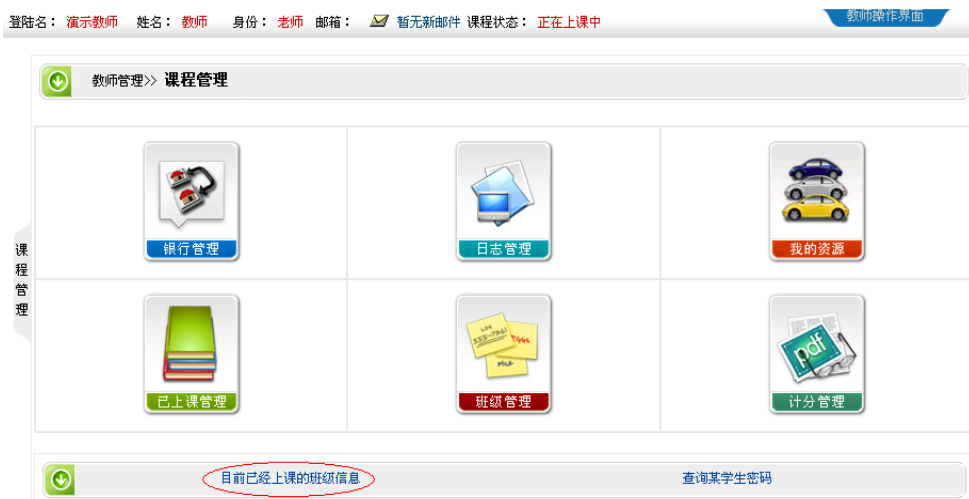 登陆名： 演示教师 姓名： 教师 身份： 老师 邮箱： 暂无新邮件 课程状态： 正在上课中
教师操作界面
教师管理>> 课程管理
课程管理
银行管理 日志管理 我的资源
已上课管理 班级管理 计分管理
pdf
目前已经上课的班级信息 查询某学生密码